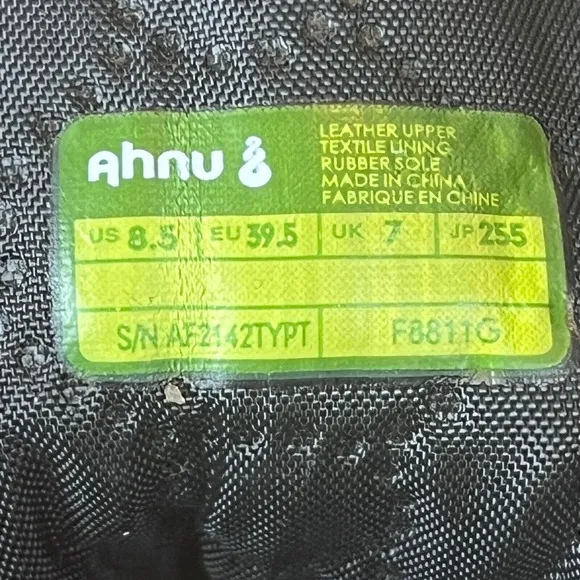 Ahnu
LEATHER UPPER
TEXTILE LINING
RUBBER SOLE
MADE IN CHINA
FABRIQUE EN CHINE
US 8.5 EU 39.5 UK 7 JP 255
S/N AF2142TYPT F8811G